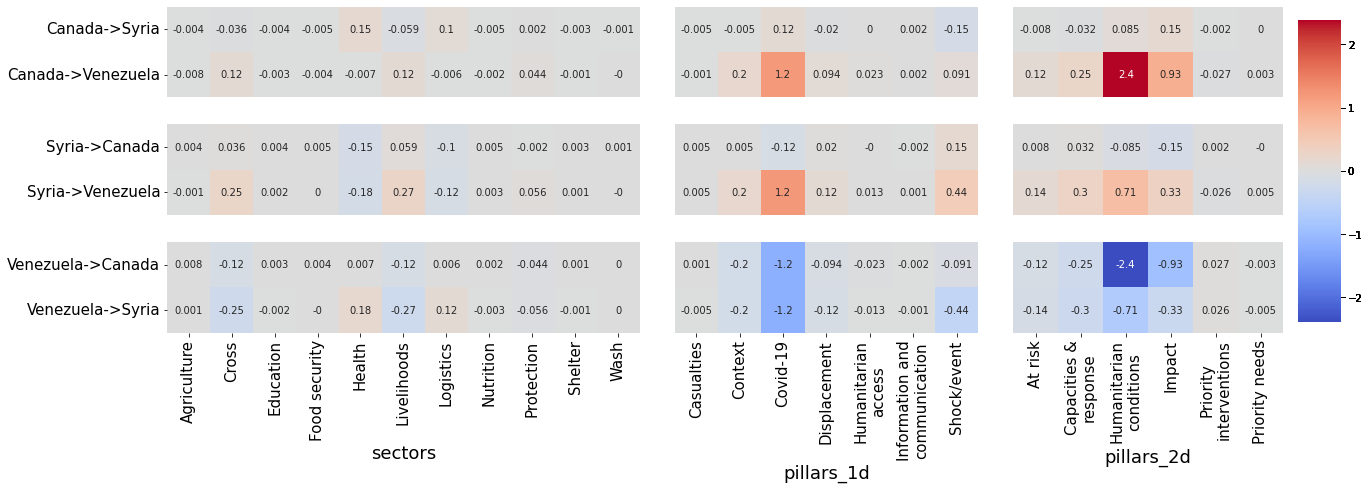 Canada->Syria -0.004 -0.036 -0.004 -0.005 0.15 -0.059 0.1 -0.005 0.002 -0.003 -0.001 -0.005 -0.005 0.12 -0.02 0 0.002 -0.15 -0.008 -0.032 0.085 0.15 -0.002 0
Canada->Venezuela -0.008 0.12 -0.003 -0.004 -0.007 0.12 -0.006 -0.002 0.044 -0.001 -0 -0.001 0.2 1.2 0.094 0.023 0.002 0.091 0.12 0.25 2.4 0.93 -0.027 0.003
Syria->Canada 0.004 0.036 0.004 0.005 -0.15 0.059 -0.1 0.005 -0.002 0.003 0.001 0.005 0.005 -0.12 0.02 -0 -0.002 0.15 0.008 0.032 -0.085 -0.15 0.002 -0
Syria->Venezuela -0.001 0.25 0.002 0 -0.18 0.27 -0.12 0.003 0.056 0.001 -0 0.005 0.2 1.2 0.12 0.013 0.001 0.44 0.14 0.3 0.71 0.33 -0.026 0.005
Venezuela->Canada 0.008 -0.12 0.003 0.004 0.007 -0.12 0.006 0.002 -0.044 0.001 0 0.001 -0.2 -1.2 -0.094 -0.023 -0.002 -0.091 -0.12 -0.25 -2.4 -0.93 0.027 -0.003
Venezuela->Syria 0.001 -0.25 -0.002 -0 0.18 -0.27 0.12 -0.003 -0.056 -0.001 0 -0.005 -0.2 -1.2 -0.12 -0.013 -0.001 -0.44 -0.14 -0.3 -0.71 -0.33 0.026 -0.005
Agriculture
Cross
Education
Food security
Health
Livelihoods
Logistics
Nutrition
Protection
Shelter
Wash
sectors
Casualties
Context
Covid-19
Displacement
Humanitarian
access
Information and
communication
Shock/event
pillars_1d
At risk
Capacities &
response
Humanitarian
conditions
Impact
Priority
interventions
Priority needs
pillars_2d
2
1
0
−1
−2